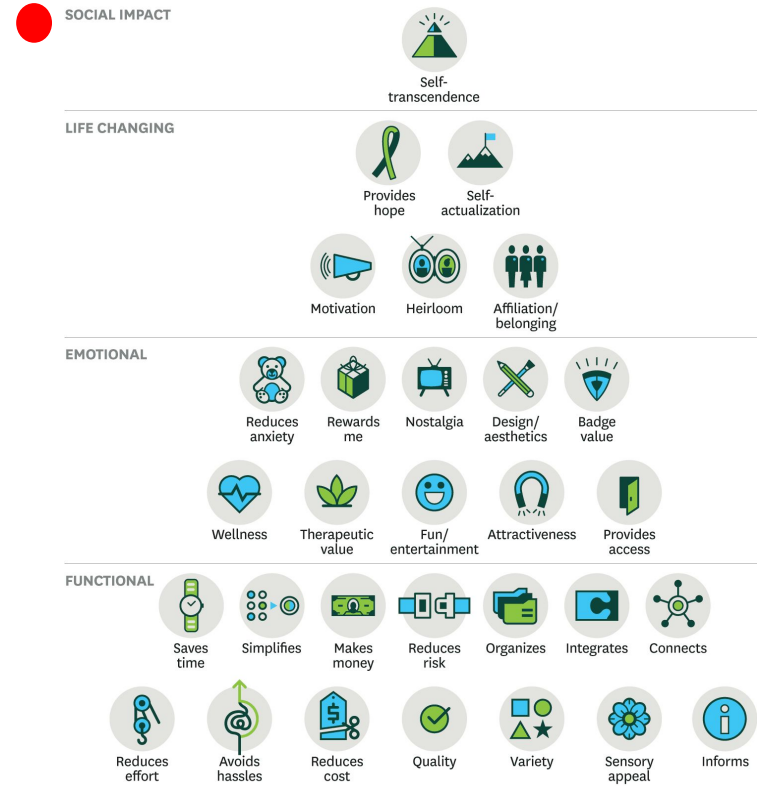 SOCIAL IMPACT
Self-
transcendence
LIFE CHANGING
Provides
hope
Self-
actualization
Motivation
Heirloom
Affiliation/
belonging
EMOTIONAL
Reduces
anxiety
Rewards
me
Nostalgia
Design/
aesthetics
Badge
value
Wellness
Therapeutic
value
Fun/
entertainment
Attractiveness
Provides
access
FUNCTIONAL
Saves
time
Simplifies
Makes
money
Reduces
risk
Organizes
Integrates
Connects
$
Reduces
effort
Avoids
hassles
Reduces
cost
Quality
Variety
Sensory
appeal
Informs